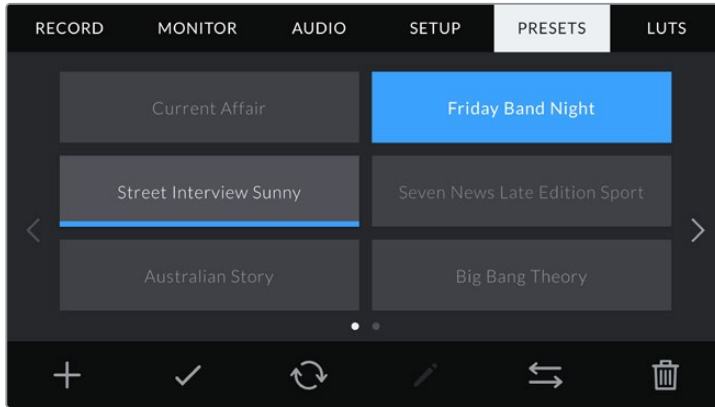 RECORD MONITOR AUDIO SETUP PRESETS LUTS
Current Affair Friday Band Night
Street Interview Sunny Seven News Late Edition Sport
Australian Story Big Bang Theory